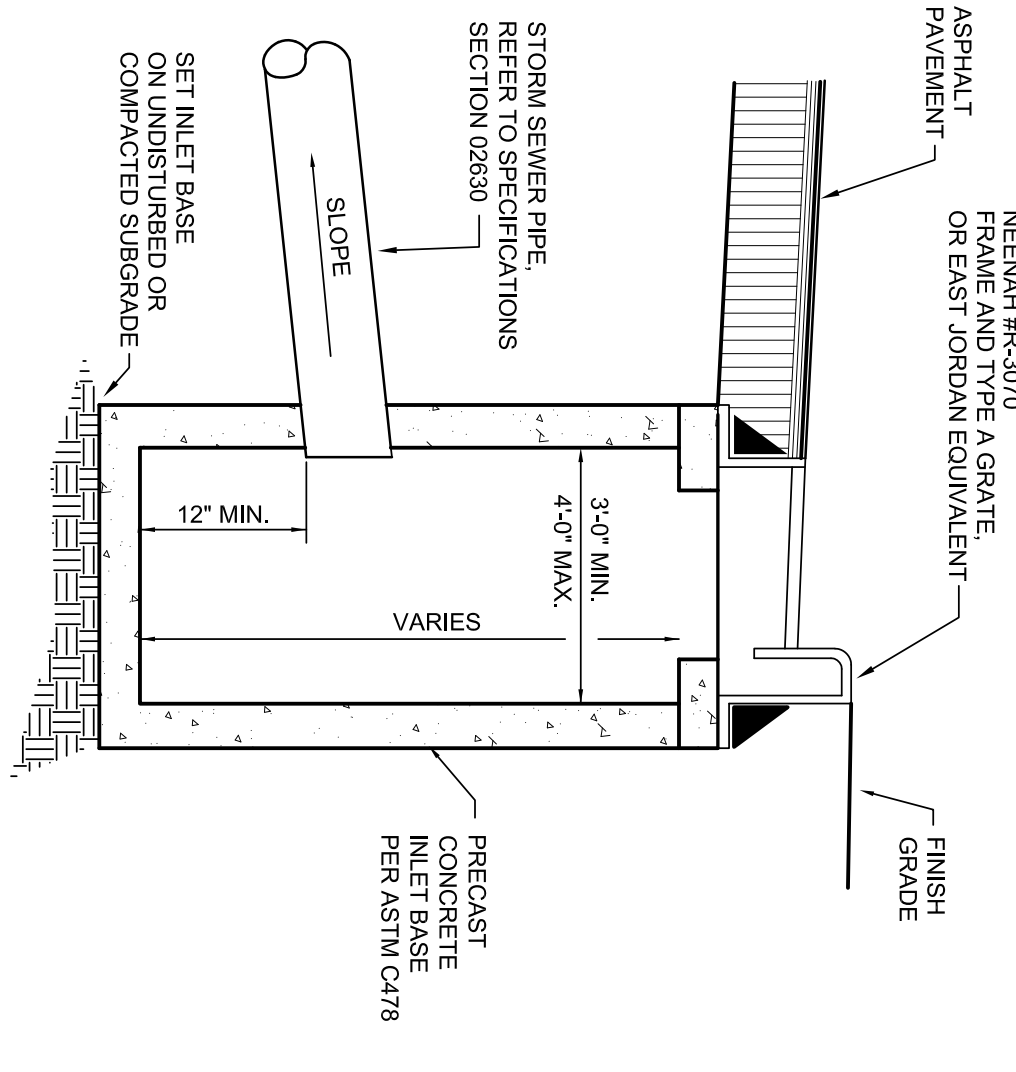 ASPHALT
PAVEMENT
NEENAH #R-3070
FRAME AND TYPE A GRATE,
OR EAST JORDAN EQUIVALENT
FINISH
GRADE
STORM SEWER PIPE,
REFER TO SPECIFICATIONS
SECTION 02630
SLOPE
3'-0" MIN.
4'-0" MAX.
VARIES
12" MIN.
SET INLET BASE
ON UNDISTURBED OR
COMPACTED SUBGRADE
PRECAST
CONCRETE
INLET BASE
PER ASTM C478